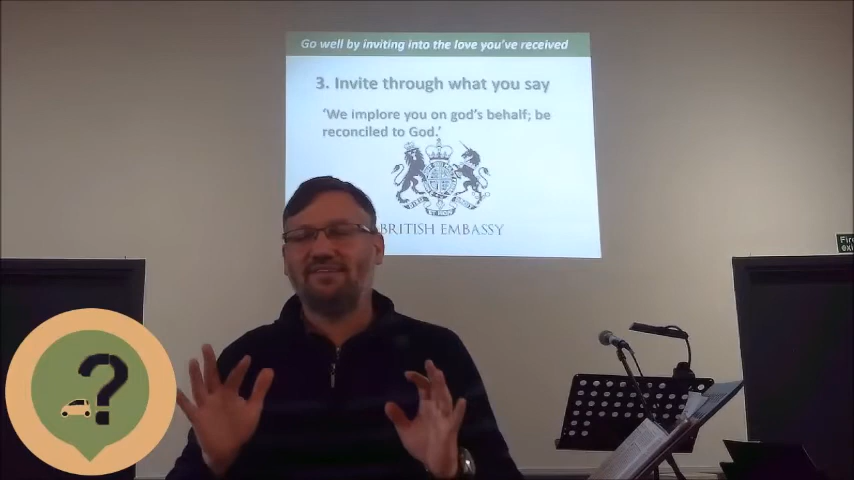 Go well by inviting into the love you've received
3. Invite through what you say
'We implore you on god's behalf; be
reconciled to God.'
BRITISH EMBASSY
?